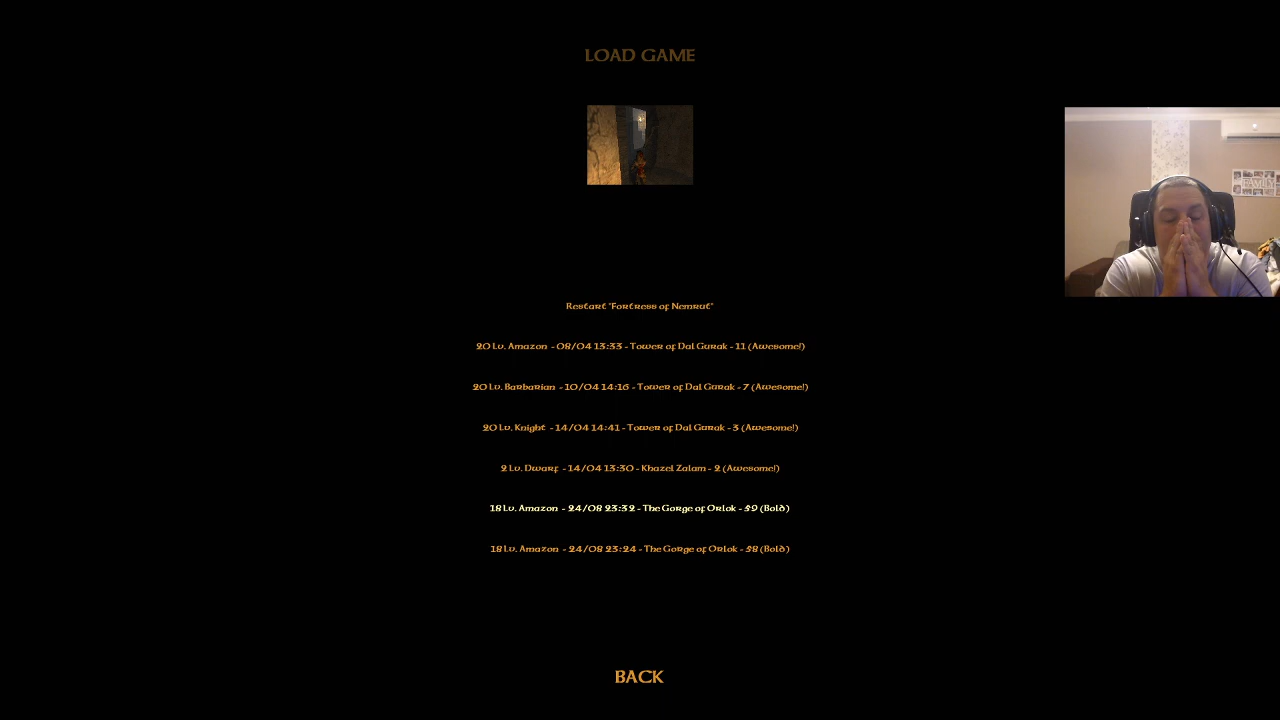 LOAD GAME
FAMILY
Restart "Fortress of Nemrut"
20 Lv. Amazon - 08/04 13:33 - Tower of Dal Gurak - 11 (Awesome!)
20 Lv. Barbarian - 10/04 14:16 - Tower of Dal Gurak - 7 (Awesome!)
20 Lv. Knight - 14/04 14:41 - Tower of Dal Gurak - 3 (Awesome!)
2 Lv. Dwarf - 14/04 13:30 - Khazel Zalam - 2 (Awesome!)
18 Lv. Amazon - 24/08 23:32 - The Gorge of Orlok - 59 (Bold)
18 Lv. Amazon - 24/08 23:24 - The Gorge of Orlok - 58 (Bold)
BACK